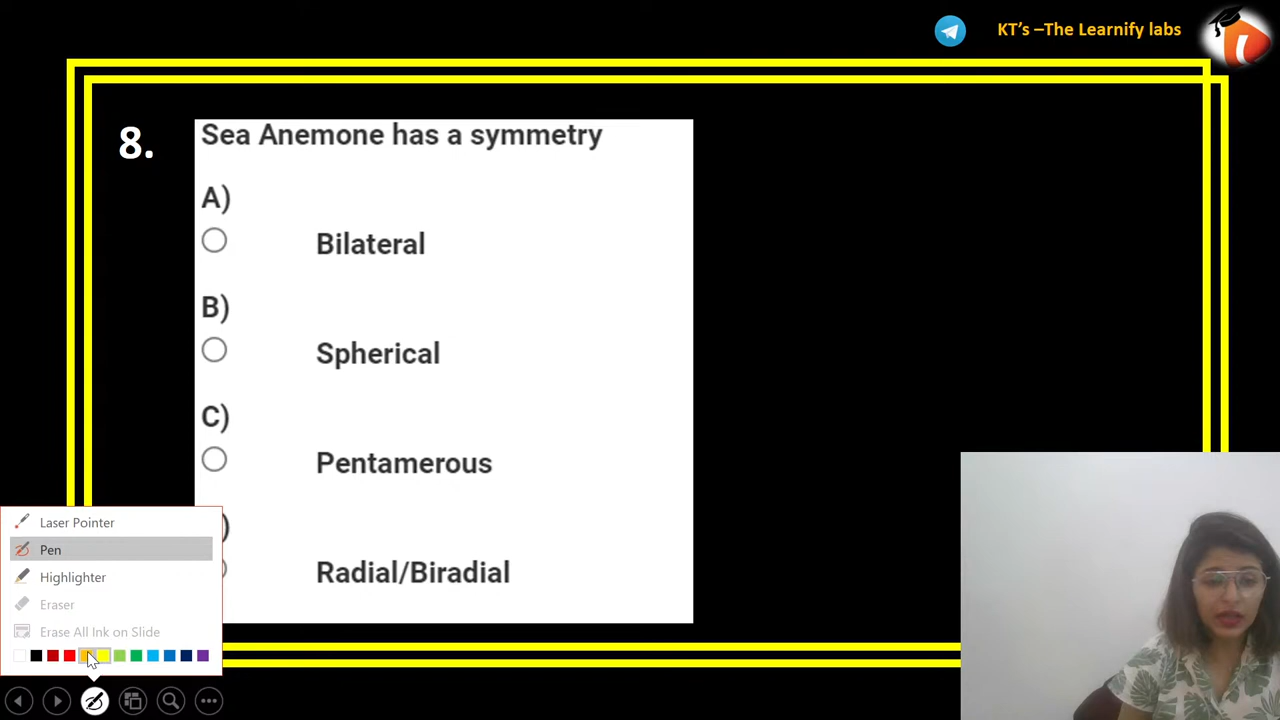 KT's –The Learnify labs
8.
Sea Anemone has a symmetry
A)
Bilateral
B)
Spherical
C)
Pentamerous
)
Radial/Biradial
Laser Pointer
Pen
Highlighter
Eraser
Erase All Ink on Slide